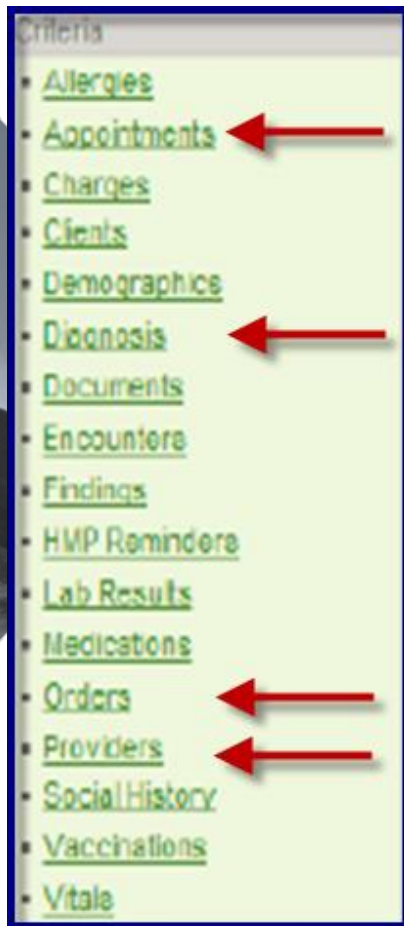 Criteria
Allergies
Appointments
Charges
Clients
Demographics
Diagnosis
Documents
Encounters
Findings
HMP Reminders
Lab Results
Medications
Orders
Providers
Social History
Vaccinations
Vitals